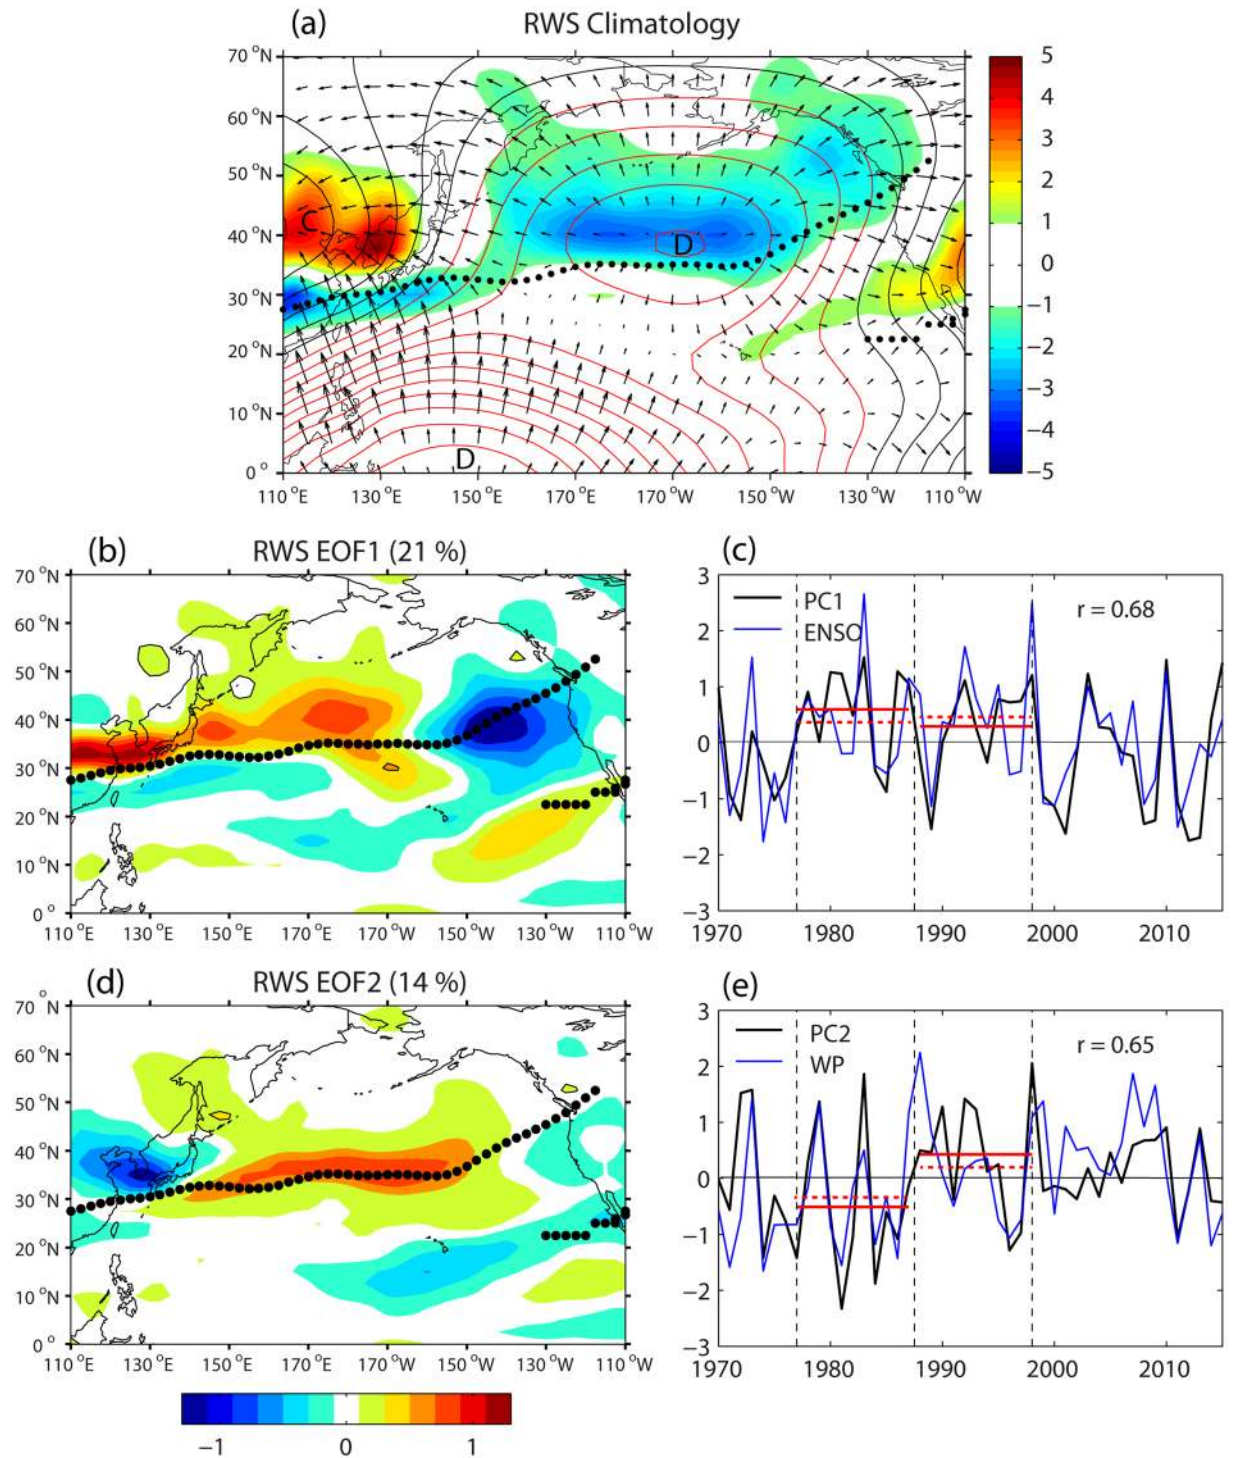 (a) RWS Climatology
70 °N
60 °N
50 °N
40 °N
30 °N
20 °N
10 °N
0 °
C
D
D
110 °E 130 °E 150 °E 170 °E 170 °W 150 °W 130 °W 110 °W
5
4
3
2
1
0
−1
−2
−3
−4
−5
(b) RWS EOF1 (21 %)
70 °N
60 °N
50 °N
40 °N
30 °N
20 °N
10 °N
0 °
110 °E 130 °E 150 °E 170 °E 170 °W 150 °W 130 °W 110 °W
(c)
3
2
1
0
−1
−2
−3
PC1
ENSO
r = 0.68
1970 1980 1990 2000 2010
(d) RWS EOF2 (14 %)
70 °N
60 °N
50 °N
40 °N
30 °N
20 °N
10 °N
0 °
110 °E 130 °E 150 °E 170 °E 170 °W 150 °W 130 °W 110 °W
−1 0 1
(e)
3
2
1
0
−1
−2
−3
PC2
WP
r = 0.65
1970 1980 1990 2000 2010